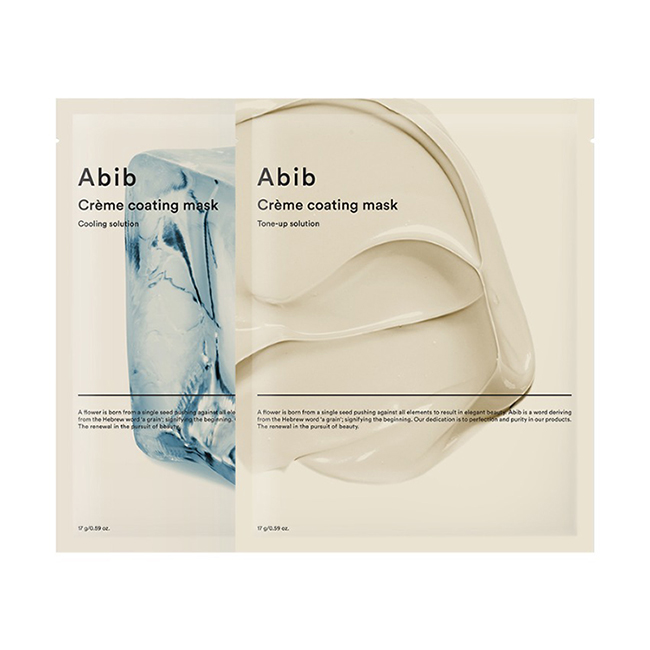 Abib
Crème coating mask
Cooling solution
A flower is born from a single seed pushing against all ele
from the Hebrew word 'a grain'; signifying the beginning.
The renewal in the pursuit of beauty.
17 g/0.59 oz.
Abib
Crème coating mask
Tone-up solution
A flower is born from a single seed pushing against all elements to result in elegant beauty. Abib is a word deriving
from the Hebrew word 'a grain'; signifying the beginning. Our dedication is to perfection and purity in our products.
The renewal in the pursuit of beauty.
17 g/0.59 oz.